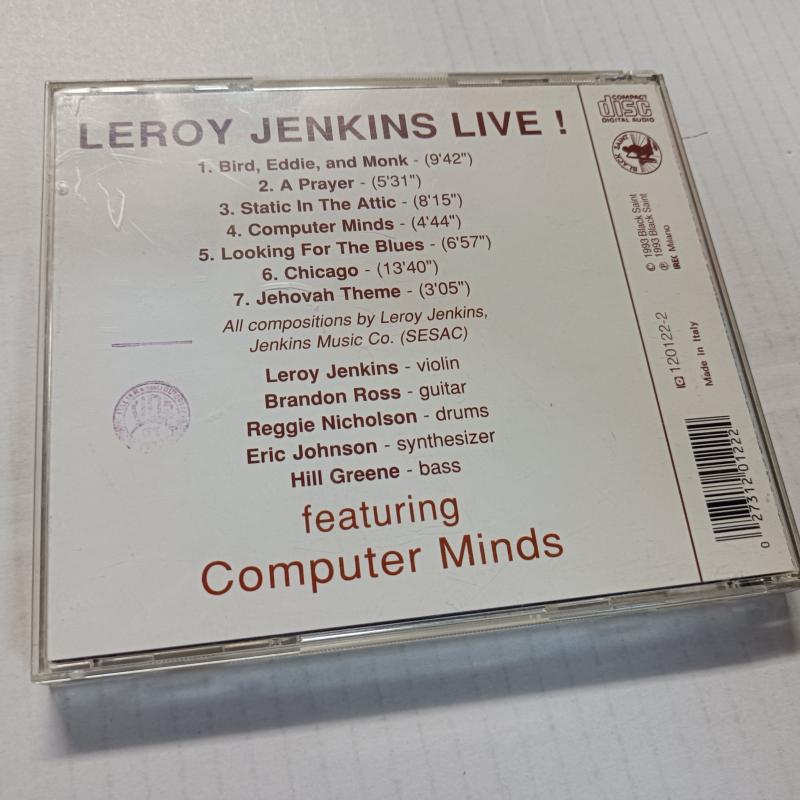 LEROY JENKINS LIVE !
1. Bird, Eddie, and Monk - (9'42")
2. A Prayer - (5'31")
3. Static In The Attic - (8'15")
4. Computer Minds - (4'44")
5. Looking For The Blues - (6'57")
6. Chicago - (13'40")
7. Jehovah Theme - (3'05")
All compositions by Leroy Jenkins,
Jenkins Music Co. (SESAC)
Leroy Jenkins - violin
Brandon Ross - guitar
Reggie Nicholson - drums
Eric Johnson - synthesizer
Hill Greene - bass
featuring
Computer Minds
COMPACT
disc
DIGITAL AUDIO
BLACK SAINT
© 1993 Black Saint
℗ 1993 Black Saint
IREC Milano
120122-2
Made in Italy
0 27312 01222